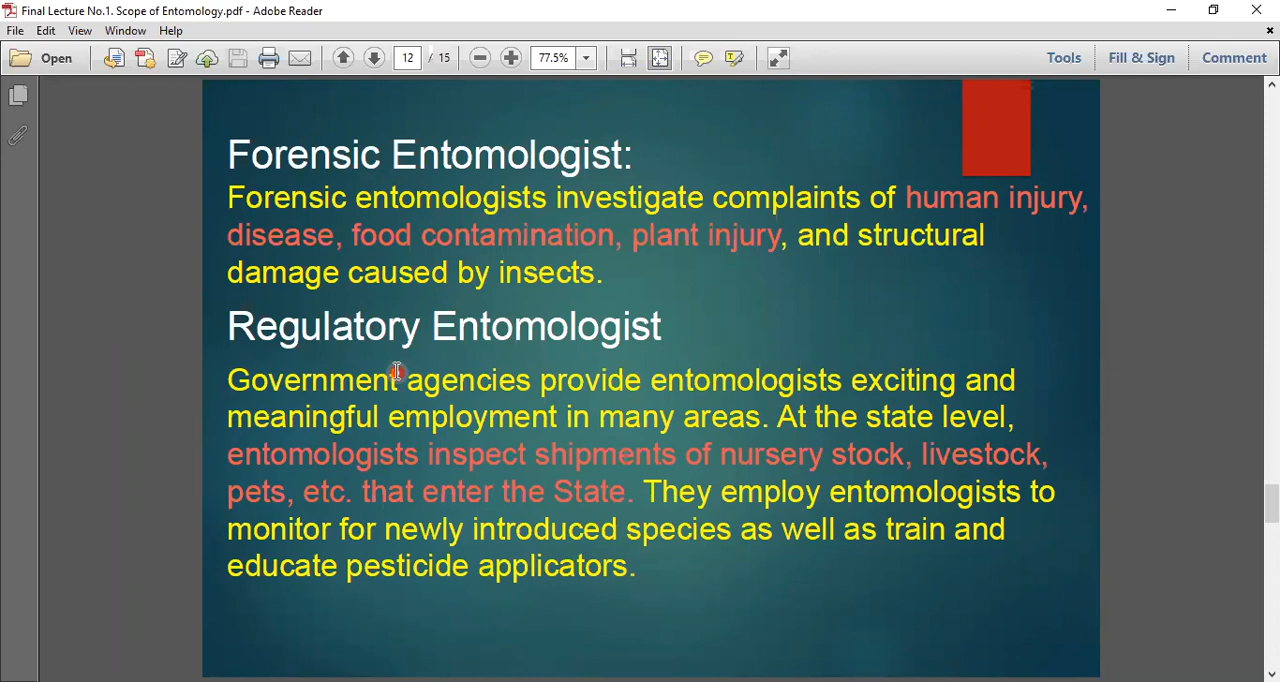 Final Lecture No.1. Scope of Entomology.pdf - Adobe Reader
File Edit View Window Help
Open 12 / 15 77.5% Tools Fill & Sign Comment
Forensic Entomologist:
Forensic entomologists investigate complaints of human injury,
disease, food contamination, plant injury, and structural
damage caused by insects.
Regulatory Entomologist
Government agencies provide entomologists exciting and
meaningful employment in many areas. At the state level,
entomologists inspect shipments of nursery stock, livestock,
pets, etc. that enter the State. They employ entomologists to
monitor for newly introduced species as well as train and
educate pesticide applicators.